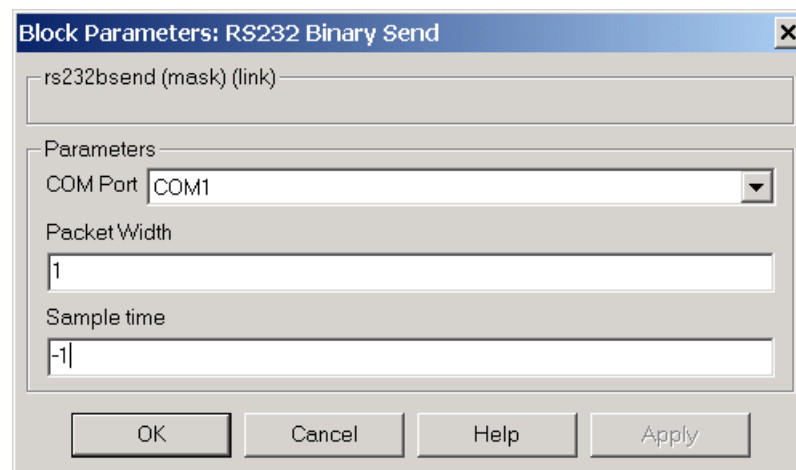 Block Parameters: RS232 Binary Send
rs232bsend (mask) (link)
Parameters
COM Port COM1
Packet Width
1
Sample time
-1
OK Cancel Help Apply